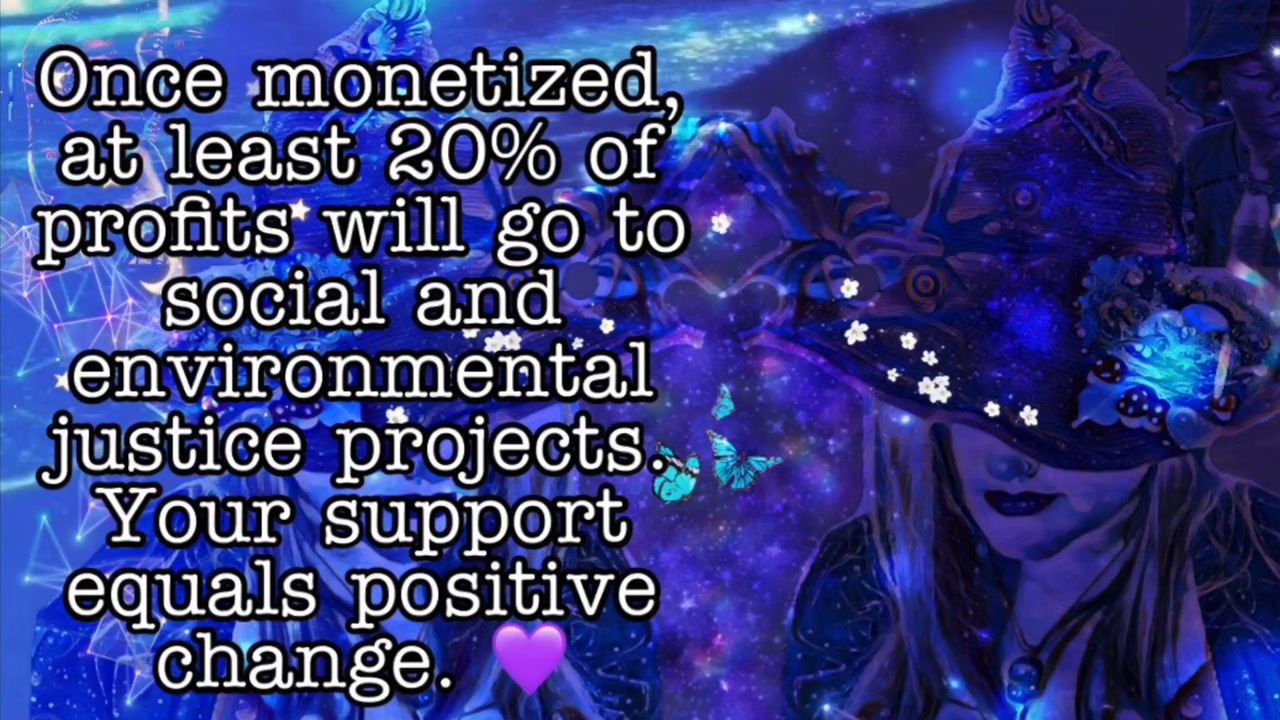 Once monetized,
at least 20% of
profits will go to
social and
environmental
justice projects.
Your support
equals positive
change. 💜